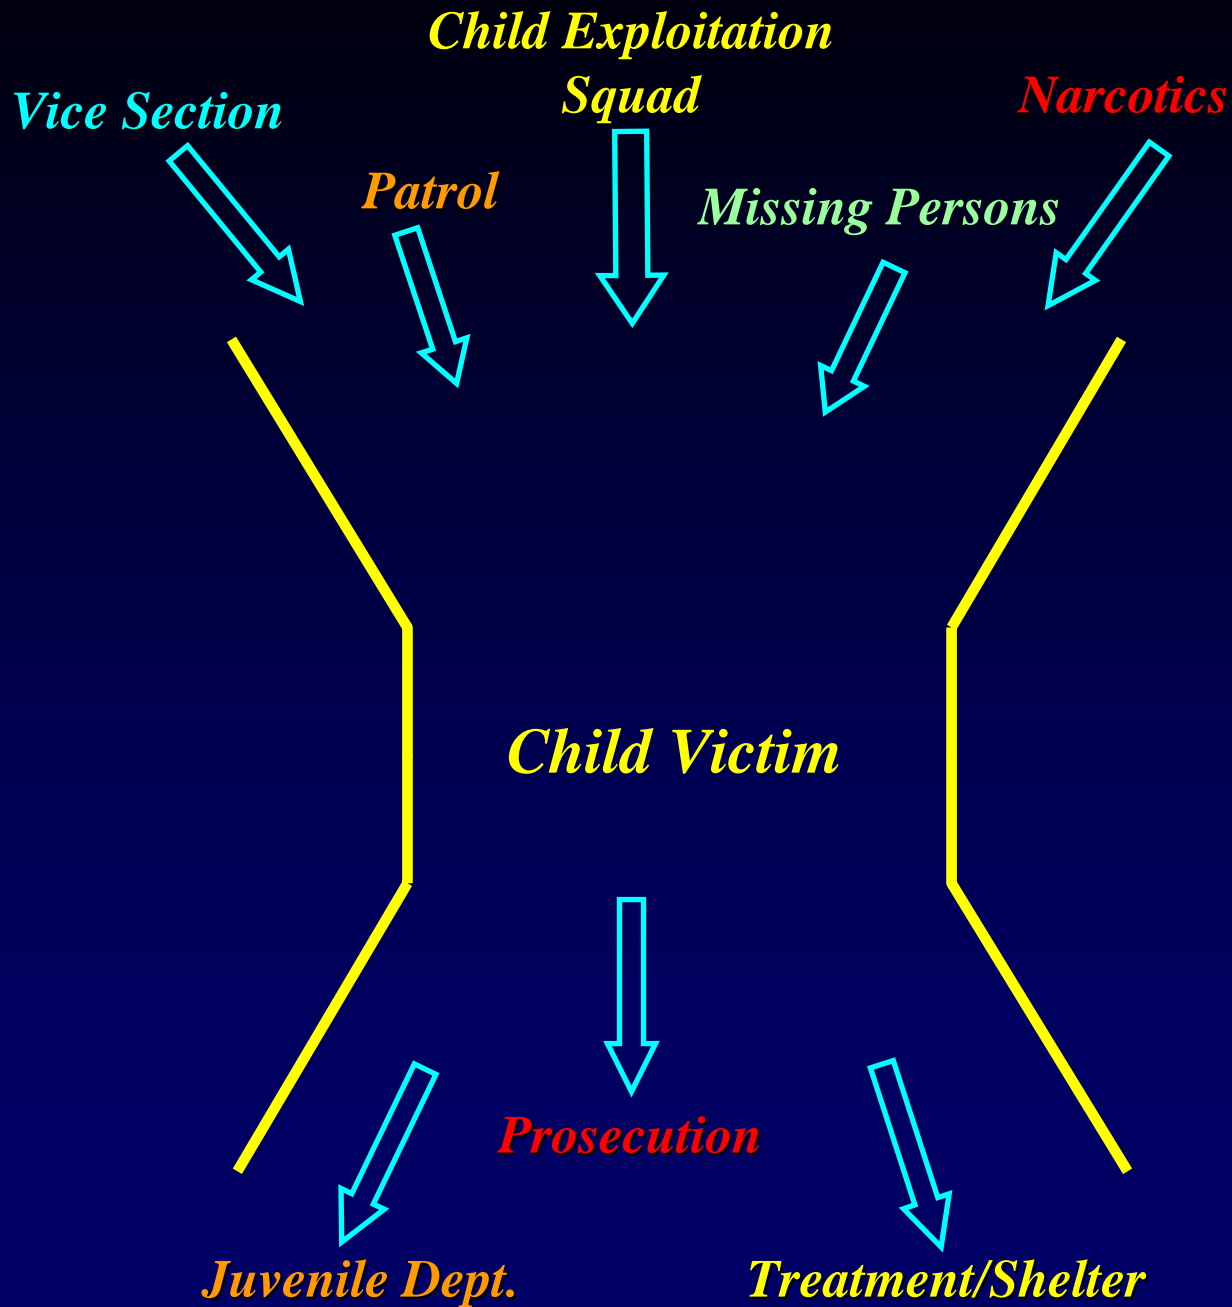 Child Exploitation
Squad
Vice Section
Narcotics
Patrol
Missing Persons
Child Victim
Prosecution
Juvenile Dept.
Treatment/Shelter